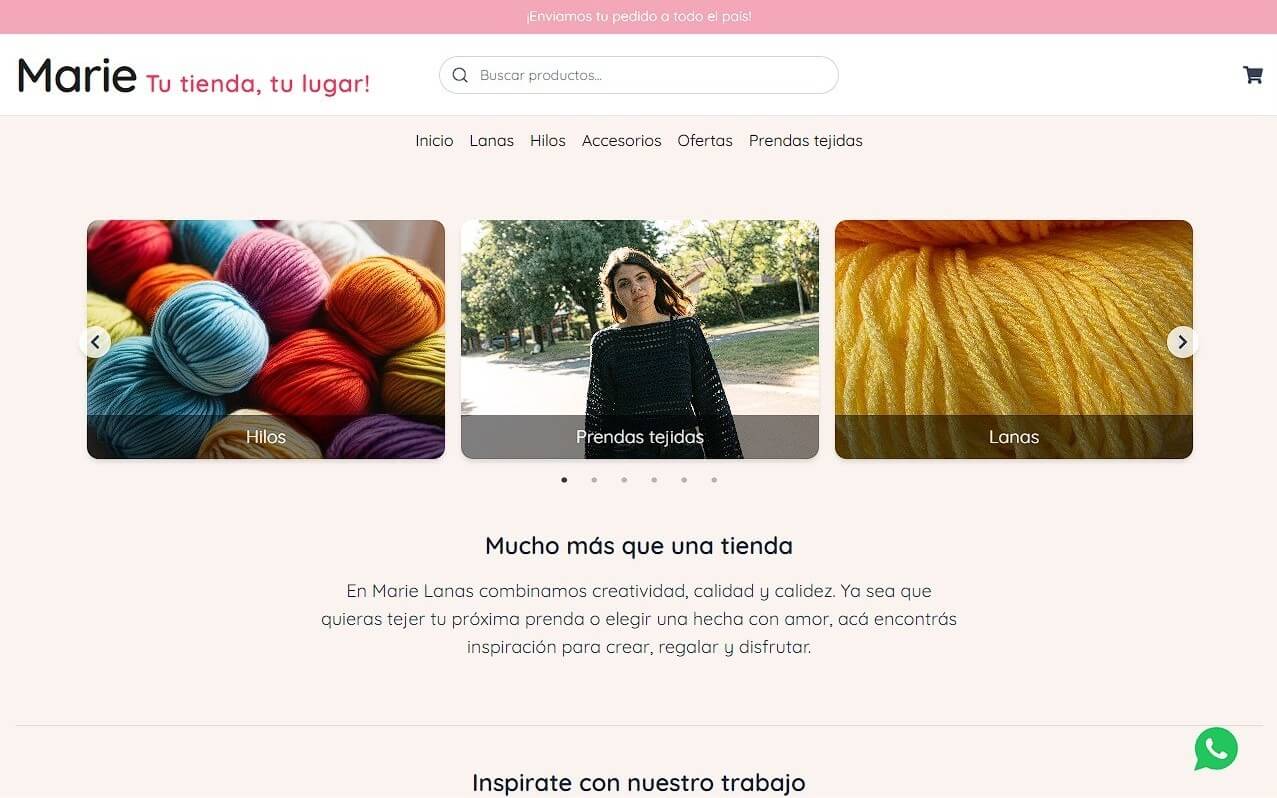 ¡Enviamos tu pedido a todo el país!
Marie Tu tienda, tu lugar!
Buscar productos...
Inicio Lanas Hilos Accesorios Ofertas Prendas tejidas
Hilos
Prendas tejidas
Lanas
Mucho más que una tienda
En Marie Lanas combinamos creatividad, calidad y calidez. Ya sea que
quieras tejer tu próxima prenda o elegir una hecha con amor, acá encontrás
inspiración para crear, regalar y disfrutar.
Inspirate con nuestro trabajo